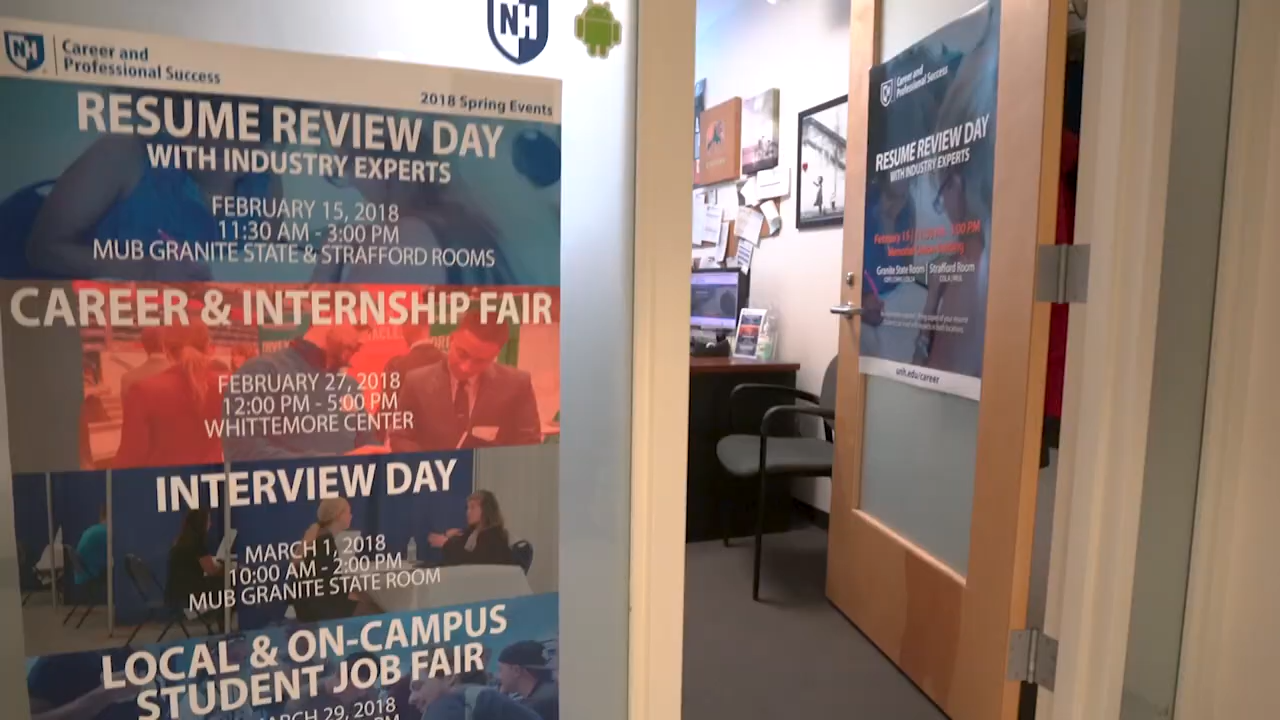 NH
Career and
Professional Success
NH
2018 Spring Events
RESUME REVIEW DAY
WITH INDUSTRY EXPERTS
FEBRUARY 15, 2018
11:30 AM - 3:00 PM
MUB GRANITE STATE & STRAFFORD ROOMS
CAREER & INTERNSHIP FAIR
FEBRUARY 27, 2018
12:00 PM - 5:00 PM
WHITTEMORE CENTER
INTERVIEW DAY
MARCH 1, 2018
10:00 AM - 2:00 PM
MUB GRANITE STATE ROOM
LOCAL & ON-CAMPUS
STUDENT JOB FAIR
MARCH 29, 2018
Career and
Professional Success
RESUME REVIEW DAY
WITH INDUSTRY EXPERTS
Granite State Room
Strafford Room
unh.edu/career